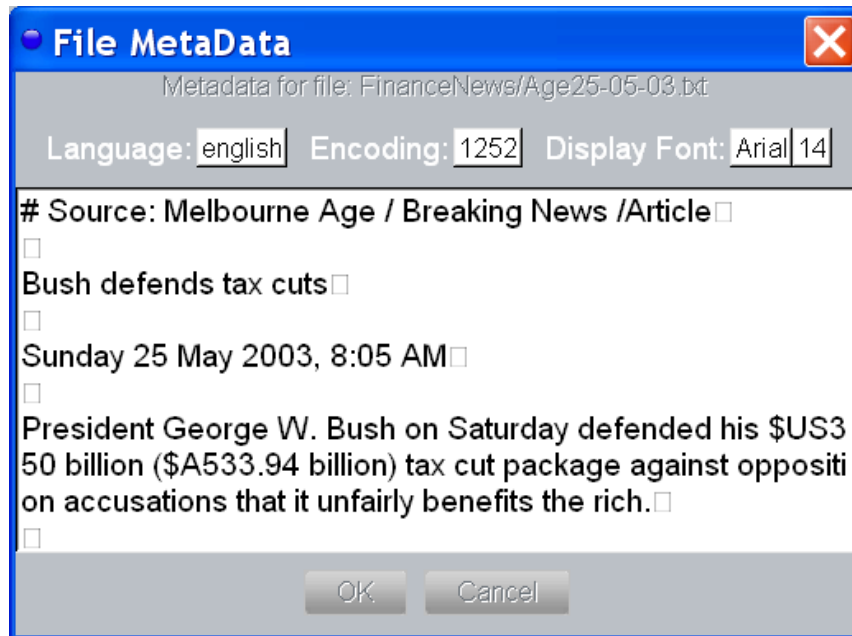 File MetaData
Metadata for file: FinanceNews/Age25-05-03.txt
Language: english Encoding: 1252 Display Font: Arial 14
# Source: Melbourne Age / Breaking News /Article□
□
Bush defends tax cuts□
□
Sunday 25 May 2003, 8:05 AM□
□
President George W. Bush on Saturday defended his $US3
50 billion ($A533.94 billion) tax cut package against oppositi
on accusations that it unfairly benefits the rich.□
□
OK Cancel